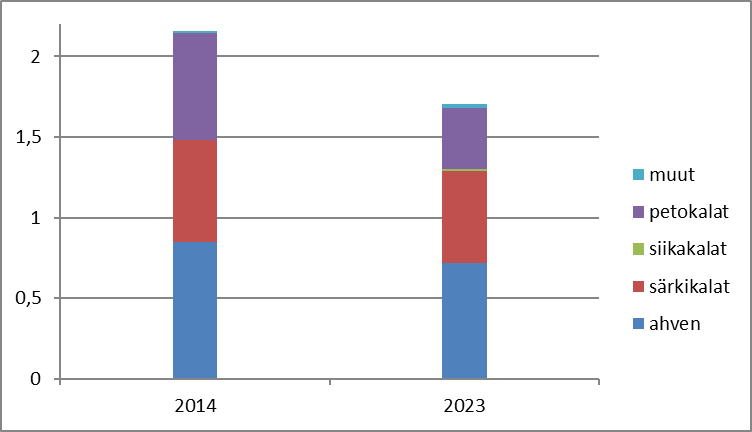 2
1,5
1
0,5
0
2014
2023
muut
petokalat
siikakalat
särkikalat
ahven